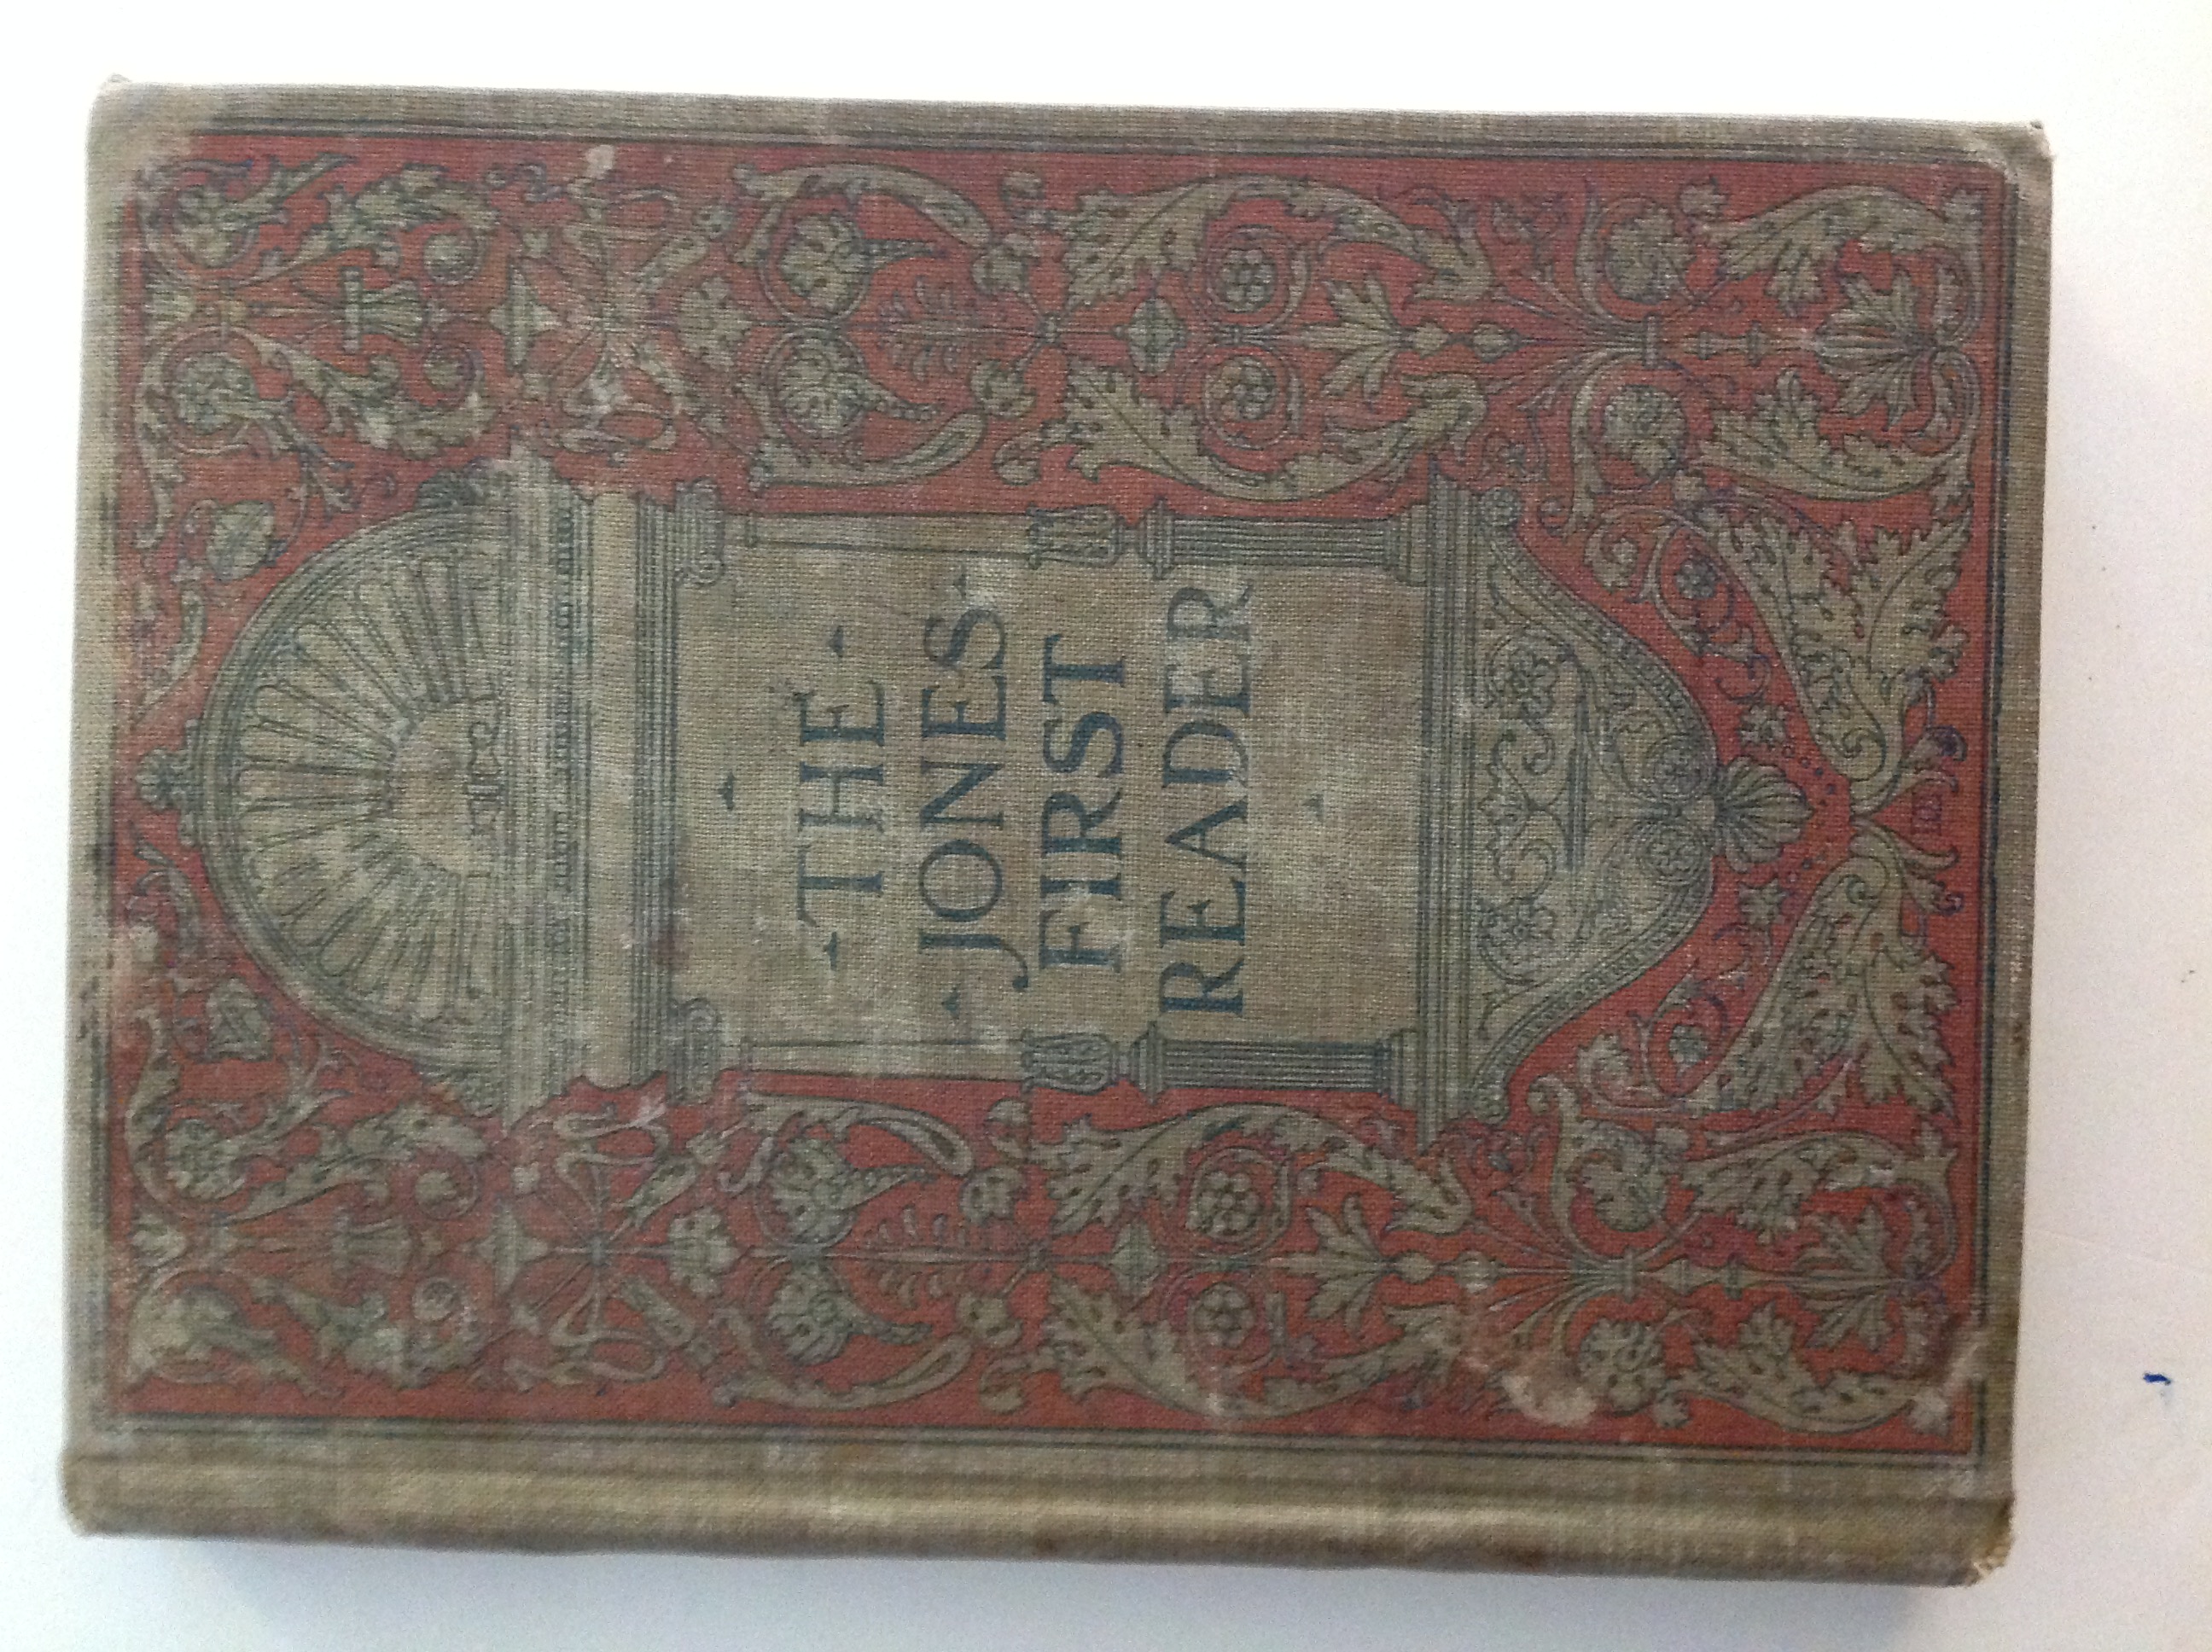 THE
JONES
FIRST
READER